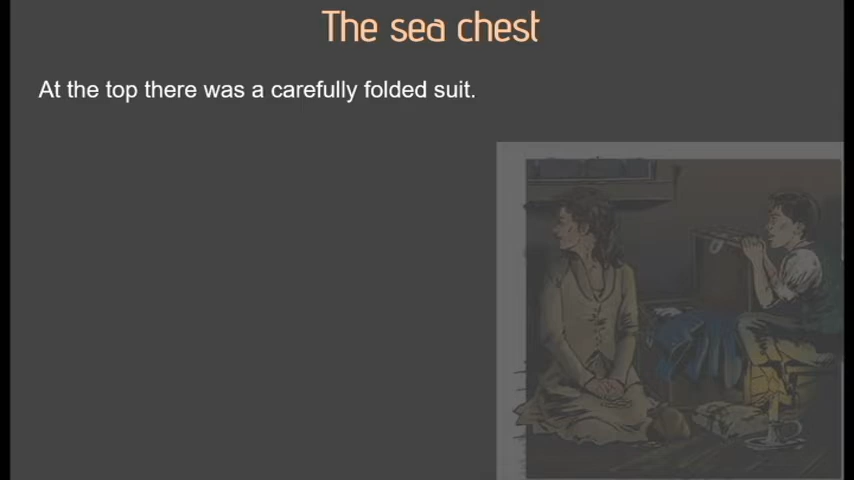 The sea chest
At the top there was a carefully folded suit.